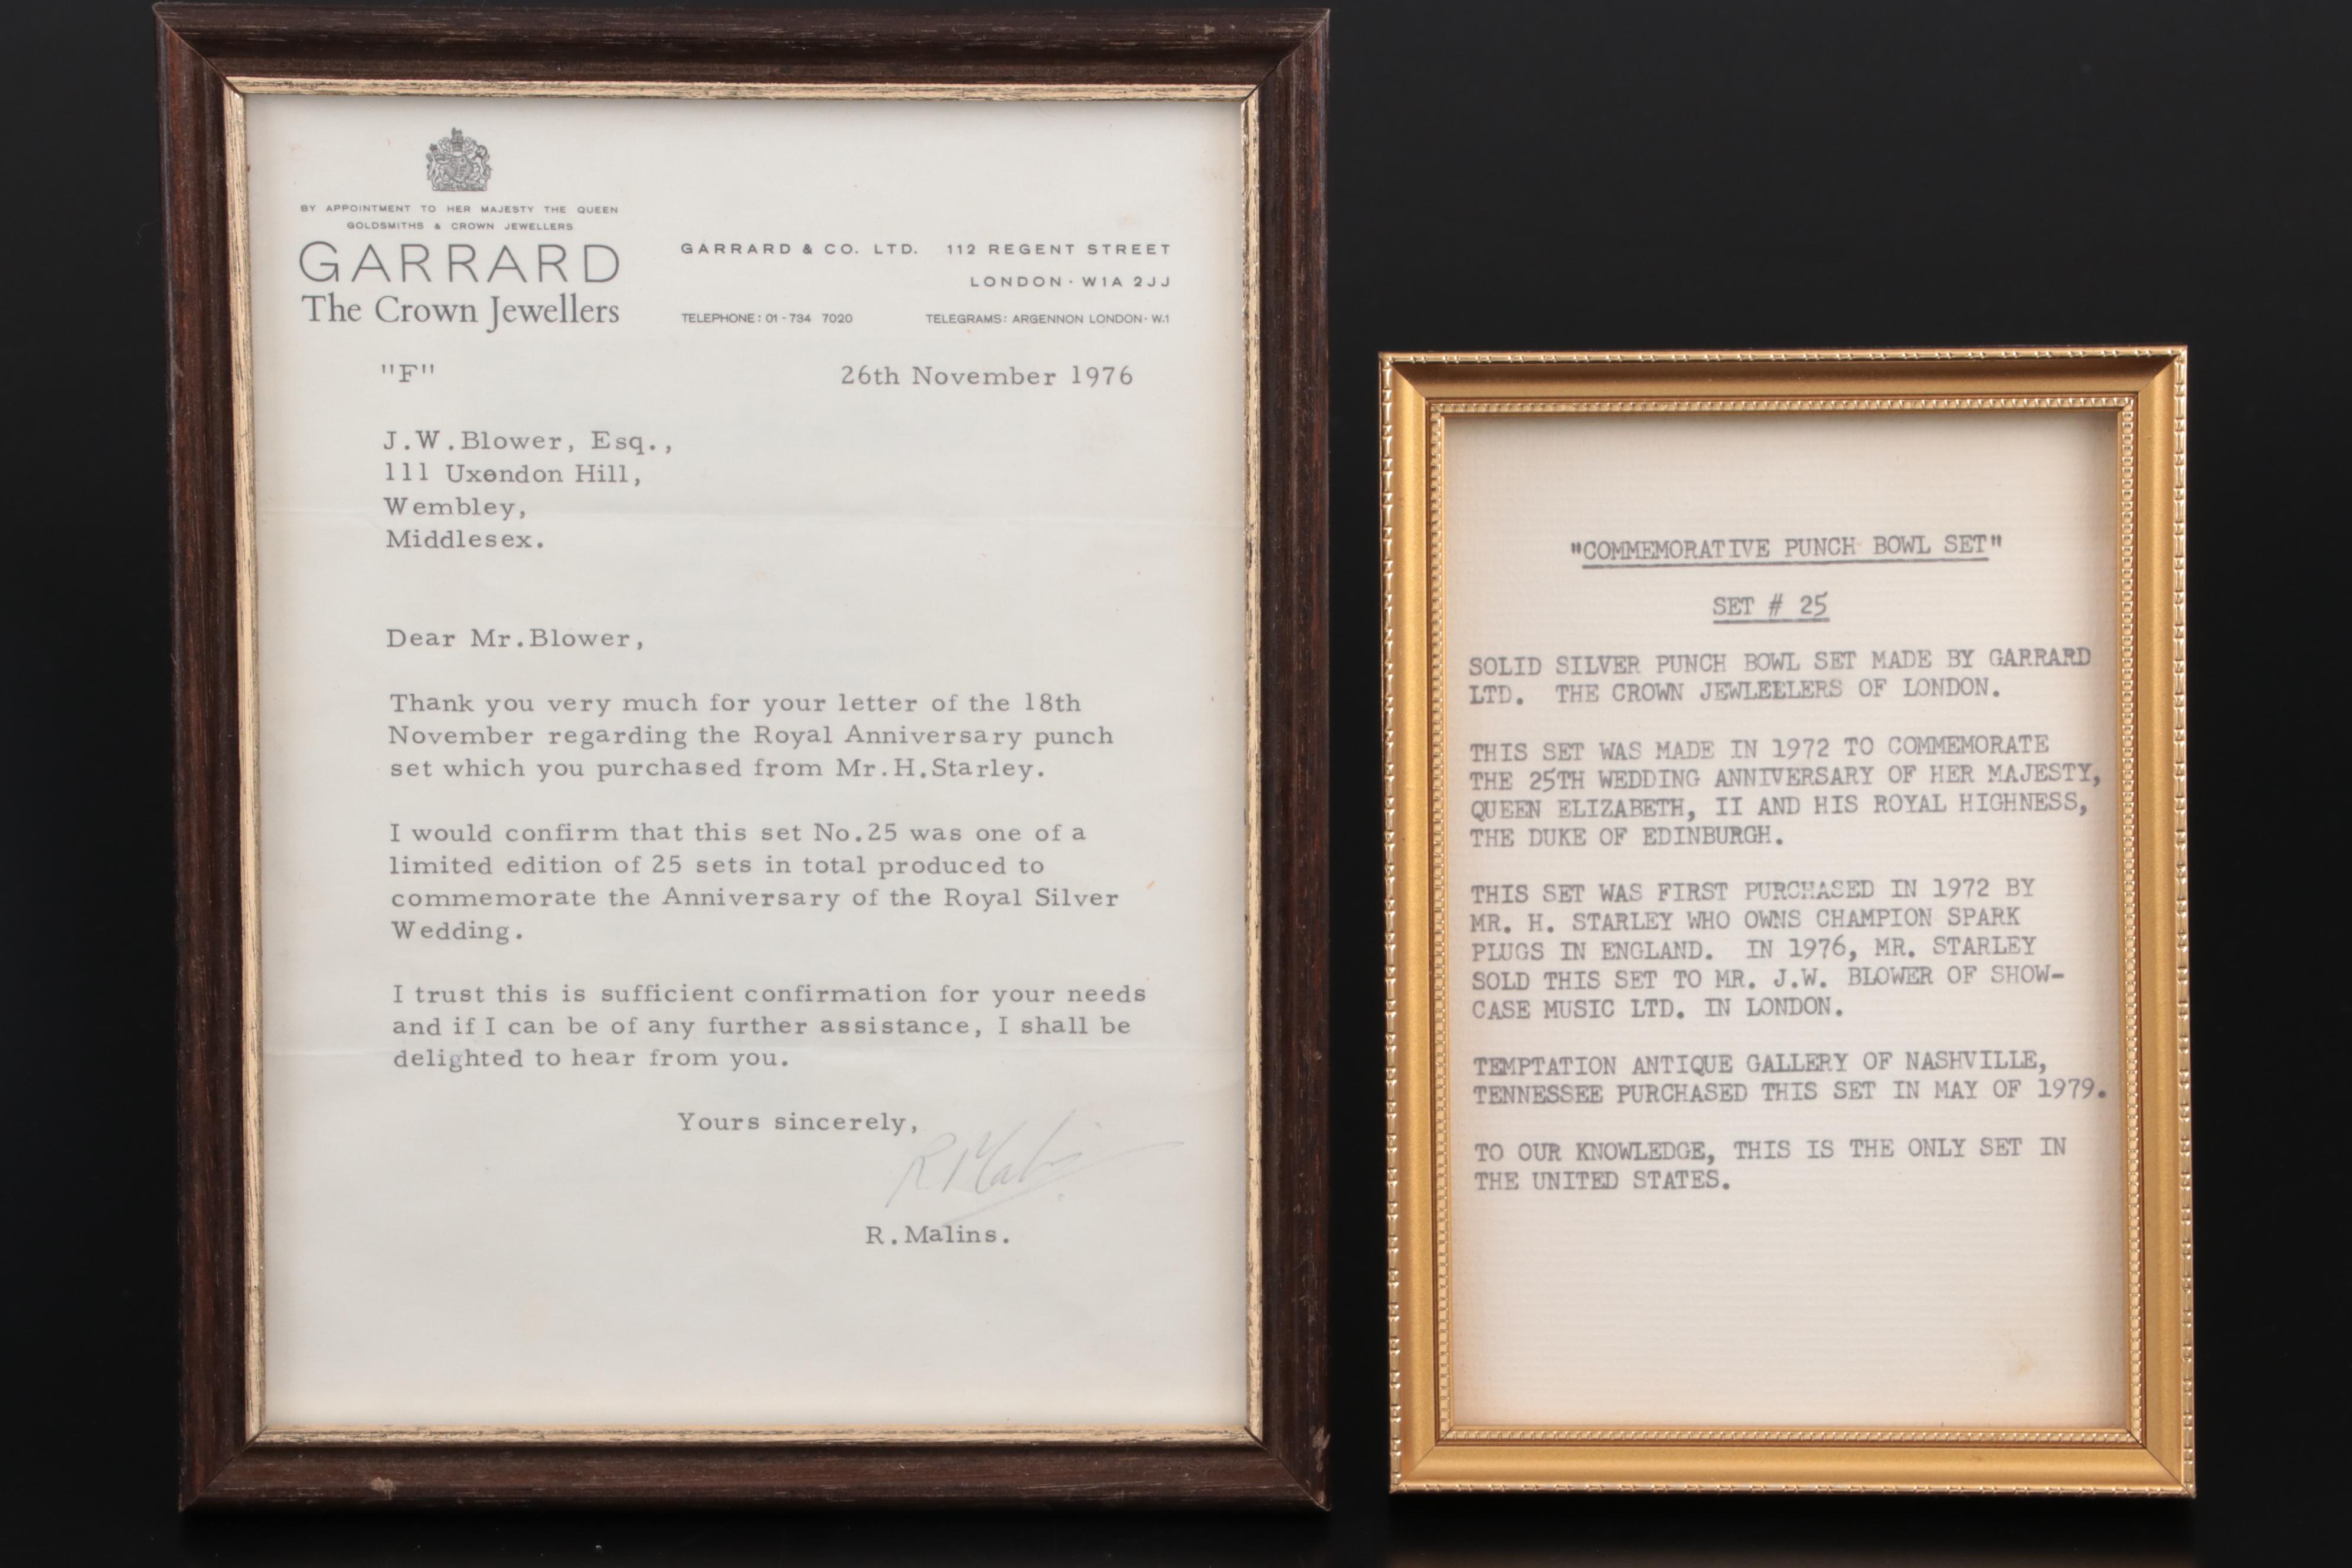 BY APPOINTMENT TO HER MAJESTY THE QUEEN
GOLDSMITHS & CROWN JEWELLERS
GARRARD
The Crown Jewellers
GARRARD & CO. LTD. 112 REGENT STREET
LONDON · W1A 2JJ
TELEPHONE: 01-734 7020 TELEGRAMS: ARGENNON LONDON · W.1
"F" 26th November 1976
J.W.Blower, Esq.,
111 Uxendon Hill,
Wembley,
Middlesex.
Dear Mr.Blower,
Thank you very much for your letter of the 18th
November regarding the Royal Anniversary punch
set which you purchased from Mr.H.Starley.
I would confirm that this set No.25 was one of a
limited edition of 25 sets in total produced to
commemorate the Anniversary of the Royal Silver
Wedding.
I trust this is sufficient confirmation for your needs
and if I can be of any further assistance, I shall be
delighted to hear from you.
Yours sincerely,
R Malins
R.Malins.
"COMMEMORATIVE PUNCH BOWL SET"
SET # 25
SOLID SILVER PUNCH BOWL SET MADE BY GARRARD
LTD. THE CROWN JEWLEELERS OF LONDON.
THIS SET WAS MADE IN 1972 TO COMMEMORATE
THE 25TH WEDDING ANNIVERSARY OF HER MAJESTY,
QUEEN ELIZABETH, II AND HIS ROYAL HIGHNESS,
THE DUKE OF EDINBURGH.
THIS SET WAS FIRST PURCHASED IN 1972 BY
MR. H. STARLEY WHO OWNS CHAMPION SPARK
PLUGS IN ENGLAND. IN 1976, MR. STARLEY
SOLD THIS SET TO MR. J.W. BLOWER OF SHOW-
CASE MUSIC LTD. IN LONDON.
TEMPTATION ANTIQUE GALLERY OF NASHVILLE,
TENNESSEE PURCHASED THIS SET IN MAY OF 1979.
TO OUR KNOWLEDGE, THIS IS THE ONLY SET IN
THE UNITED STATES.